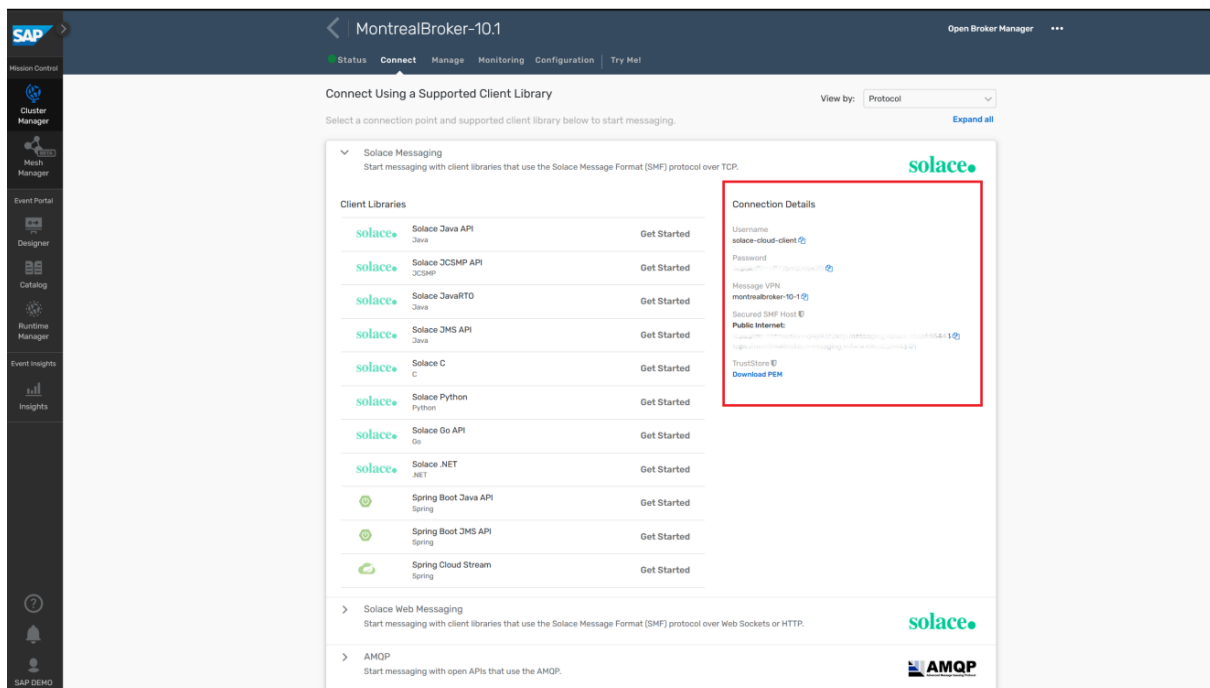 SAP
MontrealBroker-10.1
Open Broker Manager
Status Connect Manage Monitoring Configuration Try Me!
Mission Control
Cluster
Manager
BETA
Mesh
Manager
Event Portal
Designer
Catalog
Runtime
Manager
Event Insights
Insights
SAP DEMO
Connect Using a Supported Client Library
View by: Protocol
Select a connection point and supported client library below to start messaging.
Expand all
Solace Messaging
Start messaging with client libraries that use the Solace Message Format (SMF) protocol over TCP.
solace
Client Libraries
solace Solace Java API Get Started
Java
solace Solace JCSMP API Get Started
JCSMP
solace Solace JavaRTO Get Started
Java
solace Solace JMS API Get Started
Java
solace Solace C Get Started
C
solace Solace Python Get Started
Python
solace Solace Go API Get Started
Go
solace Solace .NET Get Started
.NET
Spring Boot Java API Get Started
Spring
Spring Boot JMS API Get Started
Spring
Spring Cloud Stream Get Started
Spring
Connection Details
Username
solace-cloud-client
Password
Message VPN
montrealbroker-10-1
Secured SMF Host
Public Internet:
TrustStore
Download PEM
Solace Web Messaging
Start messaging with client libraries that use the Solace Message Format (SMF) protocol over Web Sockets or HTTP.
solace
AMQP
Start messaging with open APIs that use the AMQP.
AMQP